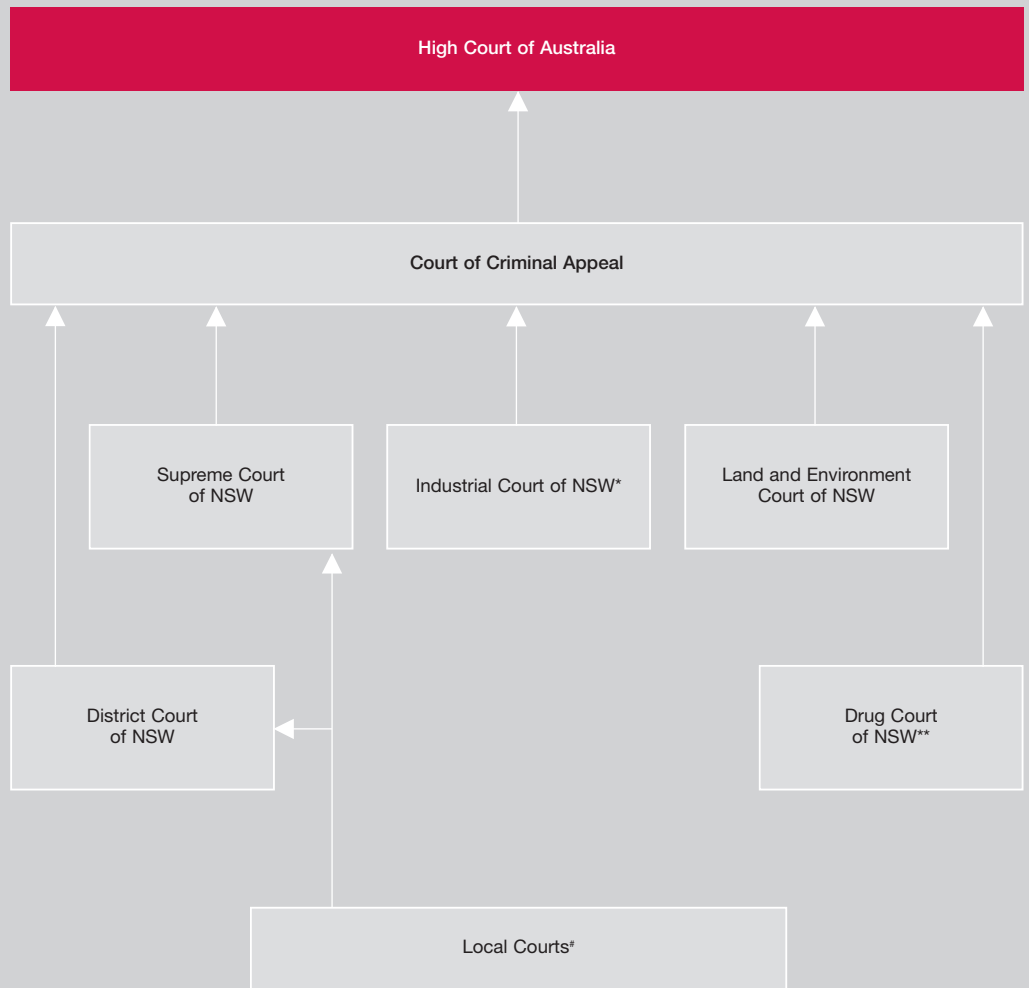 High Court of Australia
Court of Criminal Appeal
Supreme Court
of NSW
Industrial Court of NSW*
Land and Environment
Court of NSW
District Court
of NSW
Drug Court
of NSW**
Local Courts#